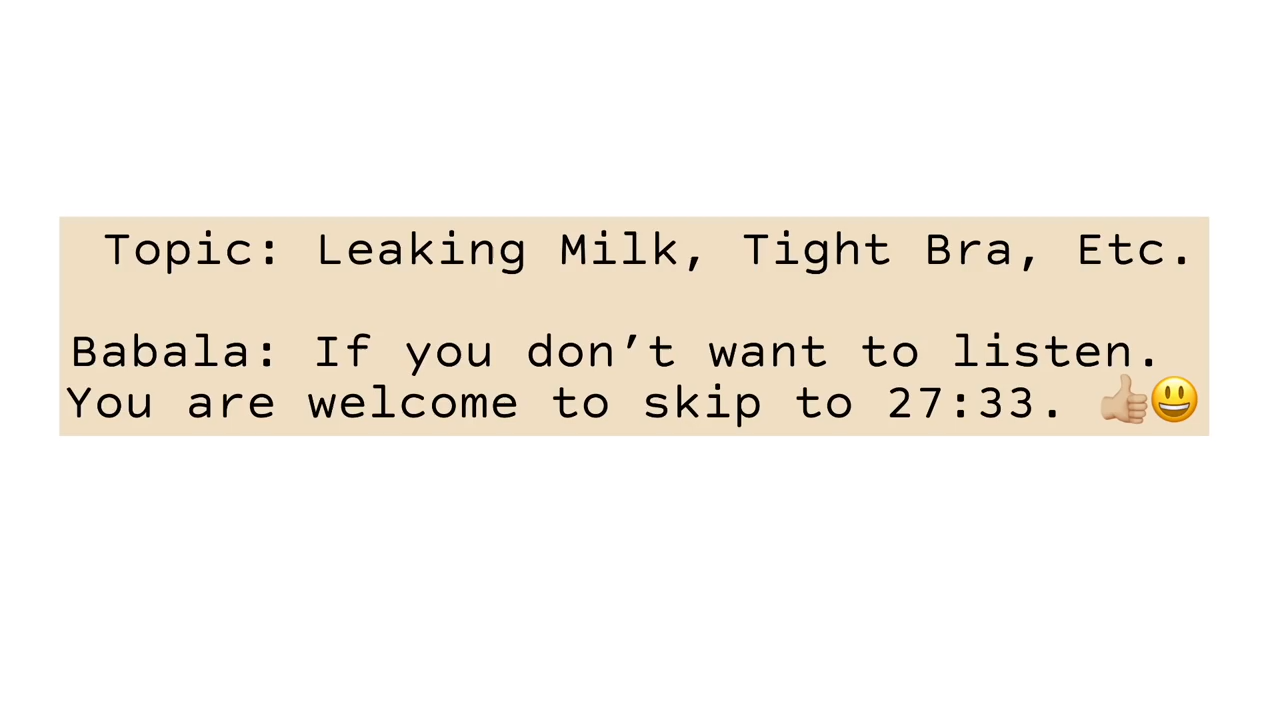 Topic: Leaking Milk, Tight Bra, Etc.
Babala: If you don’t want to listen.
You are welcome to skip to 27:33. 👍🏼😃